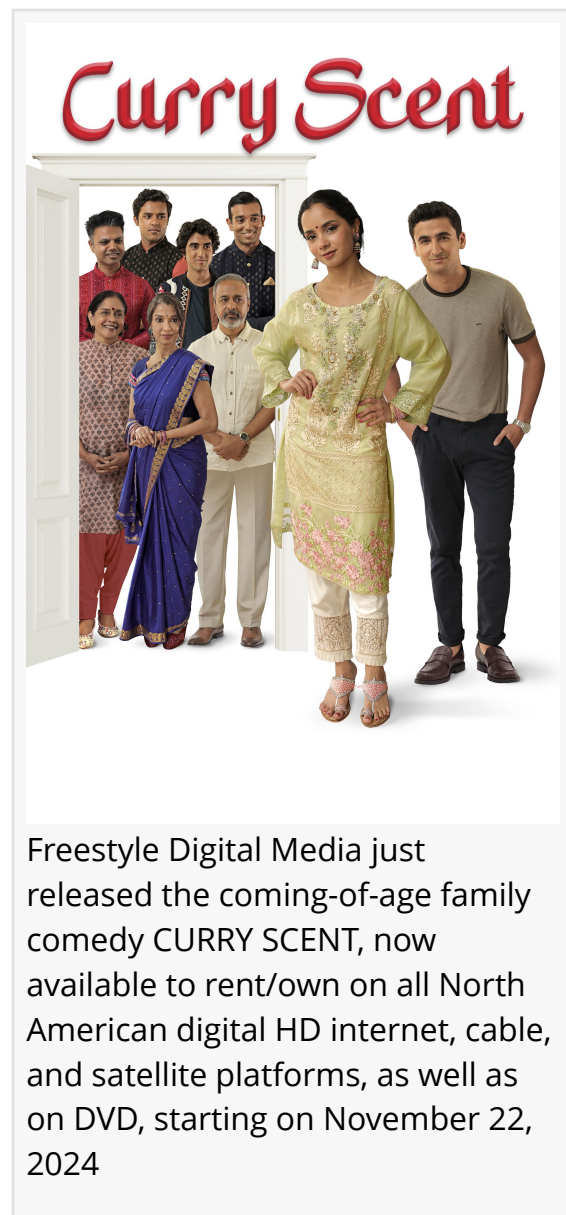 Curry Scent
Freestyle Digital Media just
released the coming-of-age family
comedy CURRY SCENT, now
available to rent/own on all North
American digital HD internet, cable,
and satellite platforms, as well as
on DVD, starting on November 22,
2024